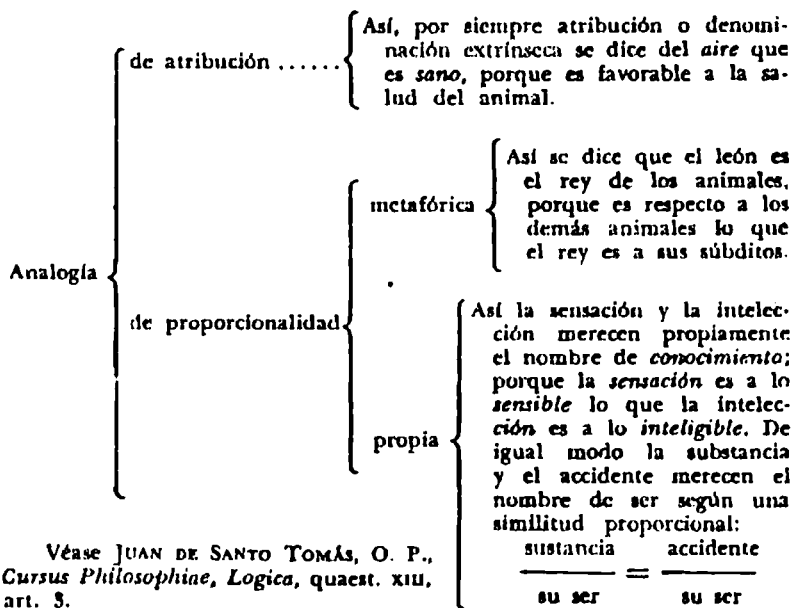 Analogía
de atribución ......
Así, por siempre atribución o denomi-
nación extrínseca se dice del aire que
es sano, porque es favorable a la sa-
lud del animal.
de proporcionalidad
metafórica
Así se dice que el león es
el rey de los animales,
porque es respecto a los
demás animales lo que
el rey es a sus súbditos.
propia
Así la sensación y la intelec-
ción merecen propiamente
el nombre de conocimiento;
porque la sensación es a lo
sensible lo que la intelec-
ción es a lo inteligible. De
igual modo la substancia
y el accidente merecen el
nombre de ser según una
similitud proporcional:
sustancia accidente
=
su ser su ser
Véase JUAN DE SANTO TOMÁS, O. P.,
Cursus Philosophiae, Logica, quaest. XIII,
art. 3.